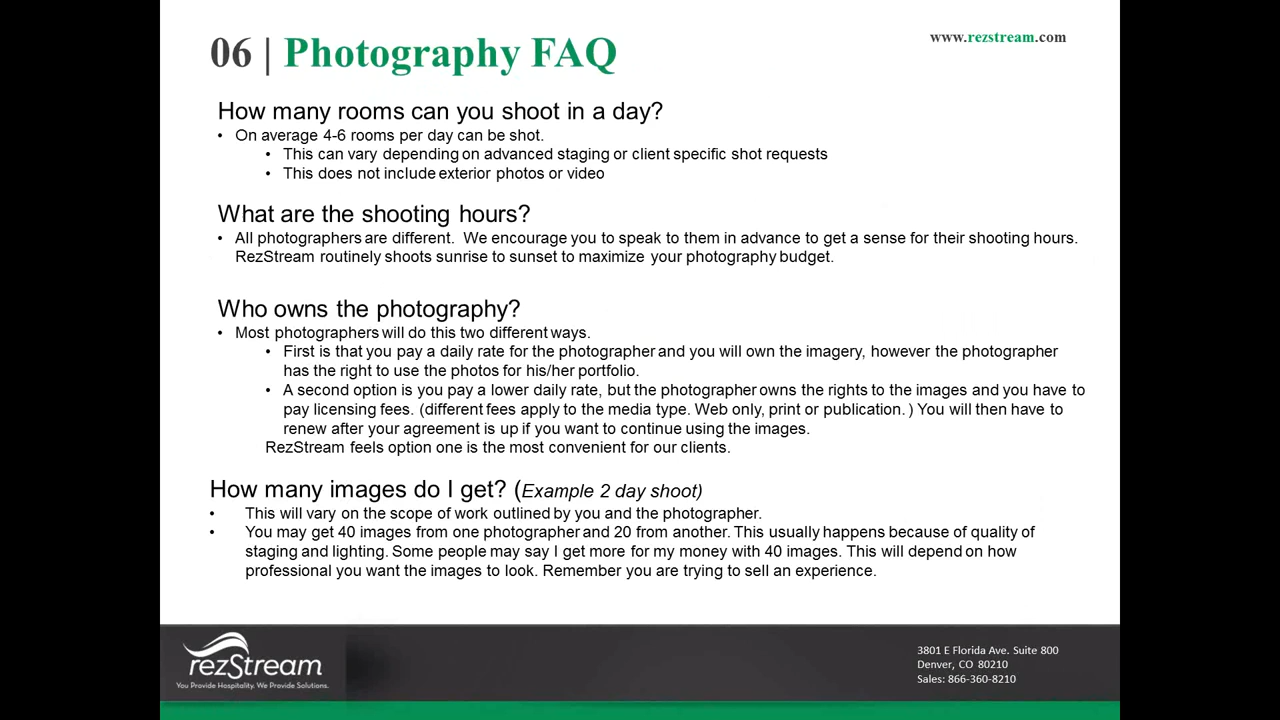 06 | Photography FAQ
www.rezstream.com
How many rooms can you shoot in a day?
• On average 4-6 rooms per day can be shot.
• This can vary depending on advanced staging or client specific shot requests
• This does not include exterior photos or video
What are the shooting hours?
• All photographers are different.  We encourage you to speak to them in advance to get a sense for their shooting hours.
RezStream routinely shoots sunrise to sunset to maximize your photography budget.
Who owns the photography?
• Most photographers will do this two different ways.
• First is that you pay a daily rate for the photographer and you will own the imagery, however the photographer
has the right to use the photos for his/her portfolio.
• A second option is you pay a lower daily rate, but the photographer owns the rights to the images and you have to
pay licensing fees. (different fees apply to the media type. Web only, print or publication. ) You will then have to
renew after your agreement is up if you want to continue using the images.
RezStream feels option one is the most convenient for our clients.
How many images do I get? (Example 2 day shoot)
• This will vary on the scope of work outlined by you and the photographer.
• You may get 40 images from one photographer and 20 from another. This usually happens because of quality of
staging and lighting. Some people may say I get more for my money with 40 images. This will depend on how
professional you want the images to look. Remember you are trying to sell an experience.
rezStream
You Provide Hospitality. We Provide Solutions.
3801 E Florida Ave. Suite 800
Denver, CO 80210
Sales: 866-360-8210